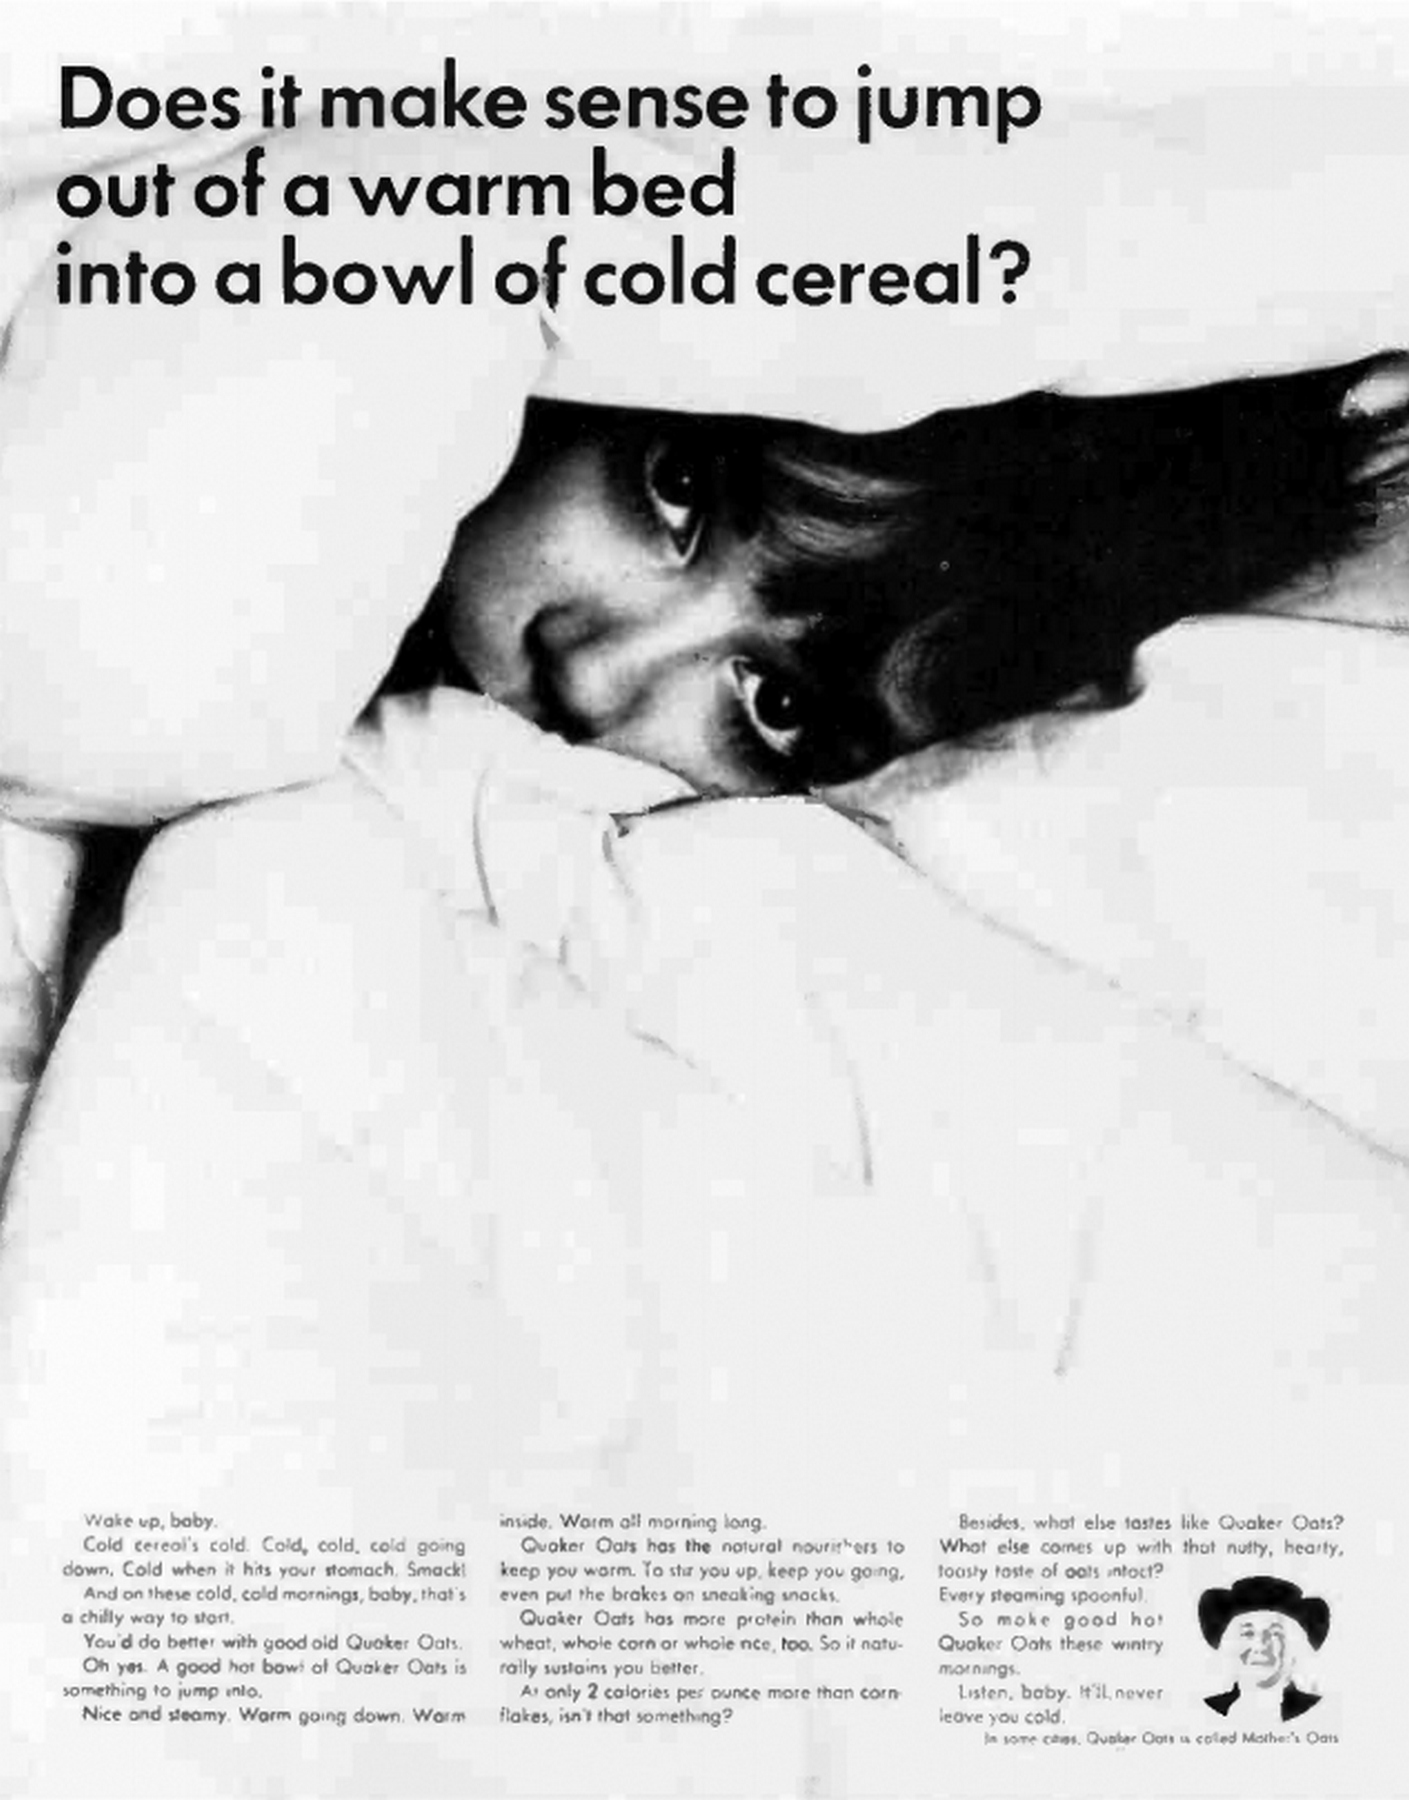 Does it make sense to jump
out of a warm bed
into a bowl of cold cereal?
Wake up, baby.
Cold cereal's cold. Cold, cold, cold going
down. Cold when it hits your stomach. Smack!
And on these cold, cold mornings, baby, that's
a chilly way to start.
You'd do better with good old Quaker Oats.
Oh yes. A good hot bowl of Quaker Oats is
something to jump into.
Nice and steamy. Warm going down. Warm
inside. Warm all morning long.
Quaker Oats has the natural nourishers to
keep you warm. To stir you up, keep you going,
even put the brakes on sneaking snacks.
Quaker Oats has more protein than whole
wheat, whole corn or whole rice, too. So it natu-
rally sustains you better.
At only 2 calories per ounce more than corn-
flakes, isn't that something?
Besides, what else tastes like Quaker Oats?
What else comes up with that nutty, hearty,
toasty taste of oats intact?
Every steaming spoonful.
So make good hot
Quaker Oats these wintry
mornings.
Listen, baby. It'll never
leave you cold.
In some cities, Quaker Oats is called Mother's Oats